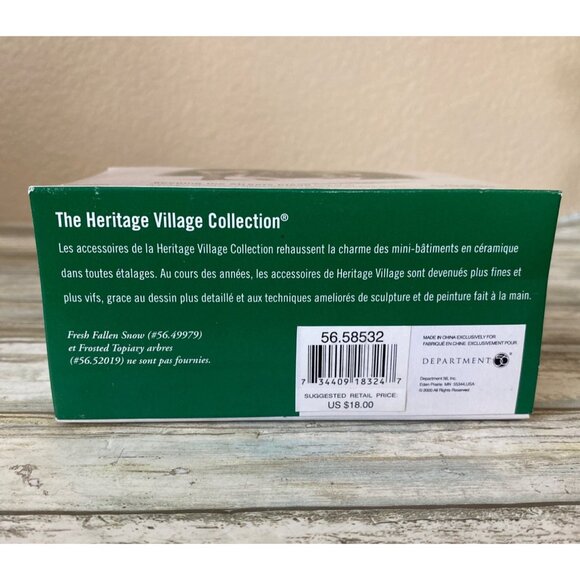 The Heritage Village Collection®
Les accessoires de la Heritage Village Collection rehaussent la charme des mini-bâtiments en céramique
dans toutes étalages. Au cours des années, les accessoires de Heritage Village sont devenués plus fines et
plus vifs, grace au dessin plus detaillé et aux techniques ameliorés de sculpture et de peinture fait à la main.
Fresh Fallen Snow (#56.49979)
et Frosted Topiary arbres
(#56.52019) ne sont pas fournies.
56.58532
7 34409 18324 7
SUGGESTED RETAIL PRICE:
US $18.00
MADE IN CHINA EXCLUSIVELY FOR
FABRIQUÉ EN CHINE. EXCLUSIVEMENT POUR:
DEPARTMENT 56
Department 56, Inc.
Eden Prairie MN 55344, USA
© 2000 All Rights Reserved